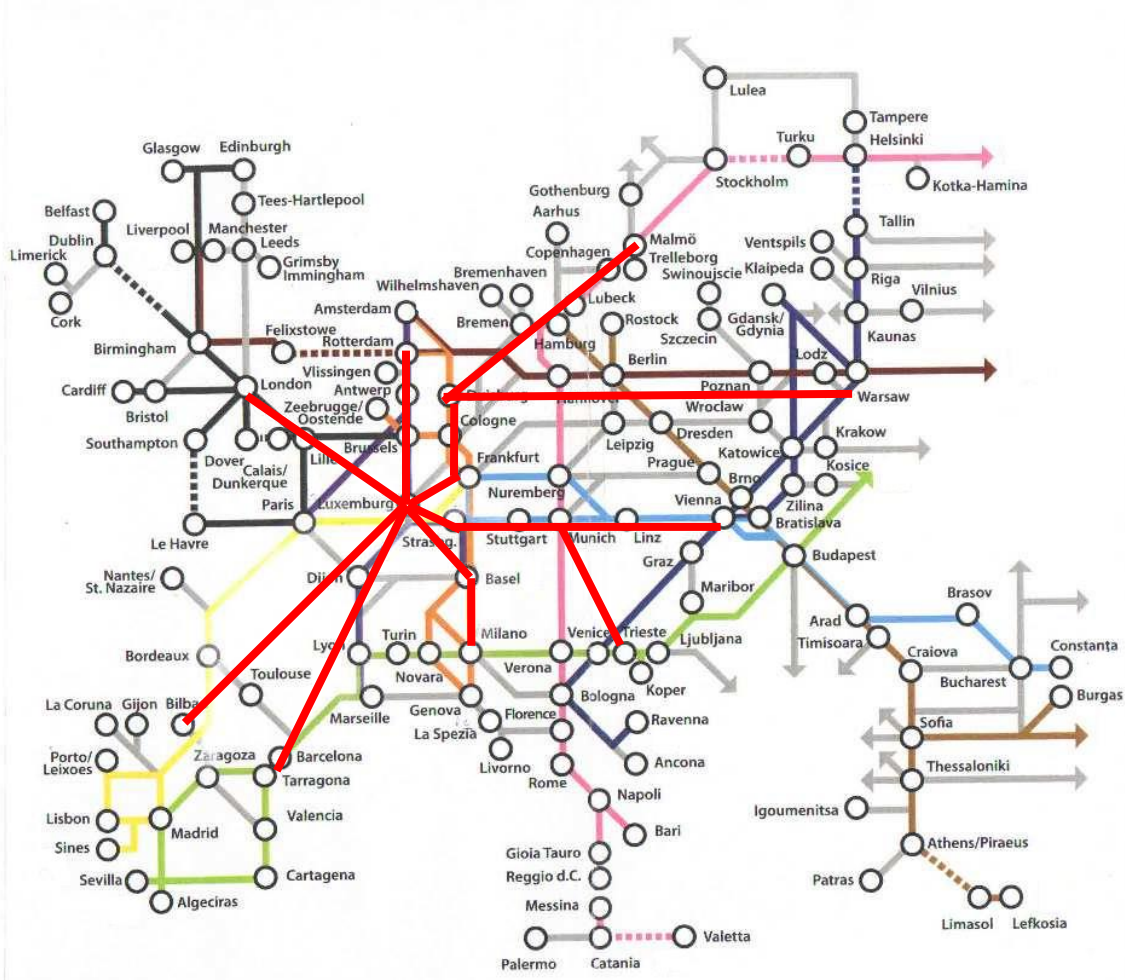 Lulea
Tampere
Turku
Helsinki
Glasgow
Edinburgh
Stockholm
Kotka-Hamina
Gothenburg
Tees-Hartlepool
Belfast
Aarhus
Tallin
Liverpool
Manchester
Dublin
Leeds
Malmö
Ventspils
Limerick
Copenhagen
Trelleborg
Grimsby
Immingham
Bremenhaven
Swinoujscie
Klaipeda
Riga
Wilhelmshaven
Vilnius
Lubeck
Cork
Amsterdam
Gdansk/
Gdynia
Bremen
Rostock
Felixstowe
Hamburg
Szczecin
Kaunas
Birmingham
Rotterdam
Lodz
Berlin
Vlissingen
London
Poznan
Cardiff
Antwerp
Hannover
Warsaw
Bristol
Zeebrugge/
Oostende
Wroclaw
Cologne
Southampton
Brussels
Leipzig
Dresden
Krakow
Dover
Lille
Katowice
Calais/
Dunkerque
Frankfurt
Prague
Kosice
Nuremberg
Brno
Paris
Luxemburg
Vienna
Zilina
Bratislava
Le Havre
Strasbg.
Stuttgart
Munich
Linz
Budapest
Graz
Nantes/
St. Nazaire
Dijon
Basel
Maribor
Brasov
Arad
Turin
Milano
Venice
Trieste
Ljubljana
Timisoara
Lyon
Bordeaux
Verona
Craiova
Constanţa
Toulouse
Novara
Koper
Bucharest
Bologna
La Coruna
Gijon
Bilba
Marseille
Genova
Florence
Ravenna
Burgas
La Spezia
Sofia
Porto/
Leixoes
Zaragoza
Barcelona
Livorno
Ancona
Tarragona
Rome
Thessaloniki
Napoli
Igoumenitsa
Lisbon
Madrid
Valencia
Bari
Sines
Athens/Piraeus
Gioia Tauro
Sevilla
Cartagena
Reggio d.C.
Patras
Algeciras
Messina
Limasol
Lefkosia
Valetta
Palermo
Catania